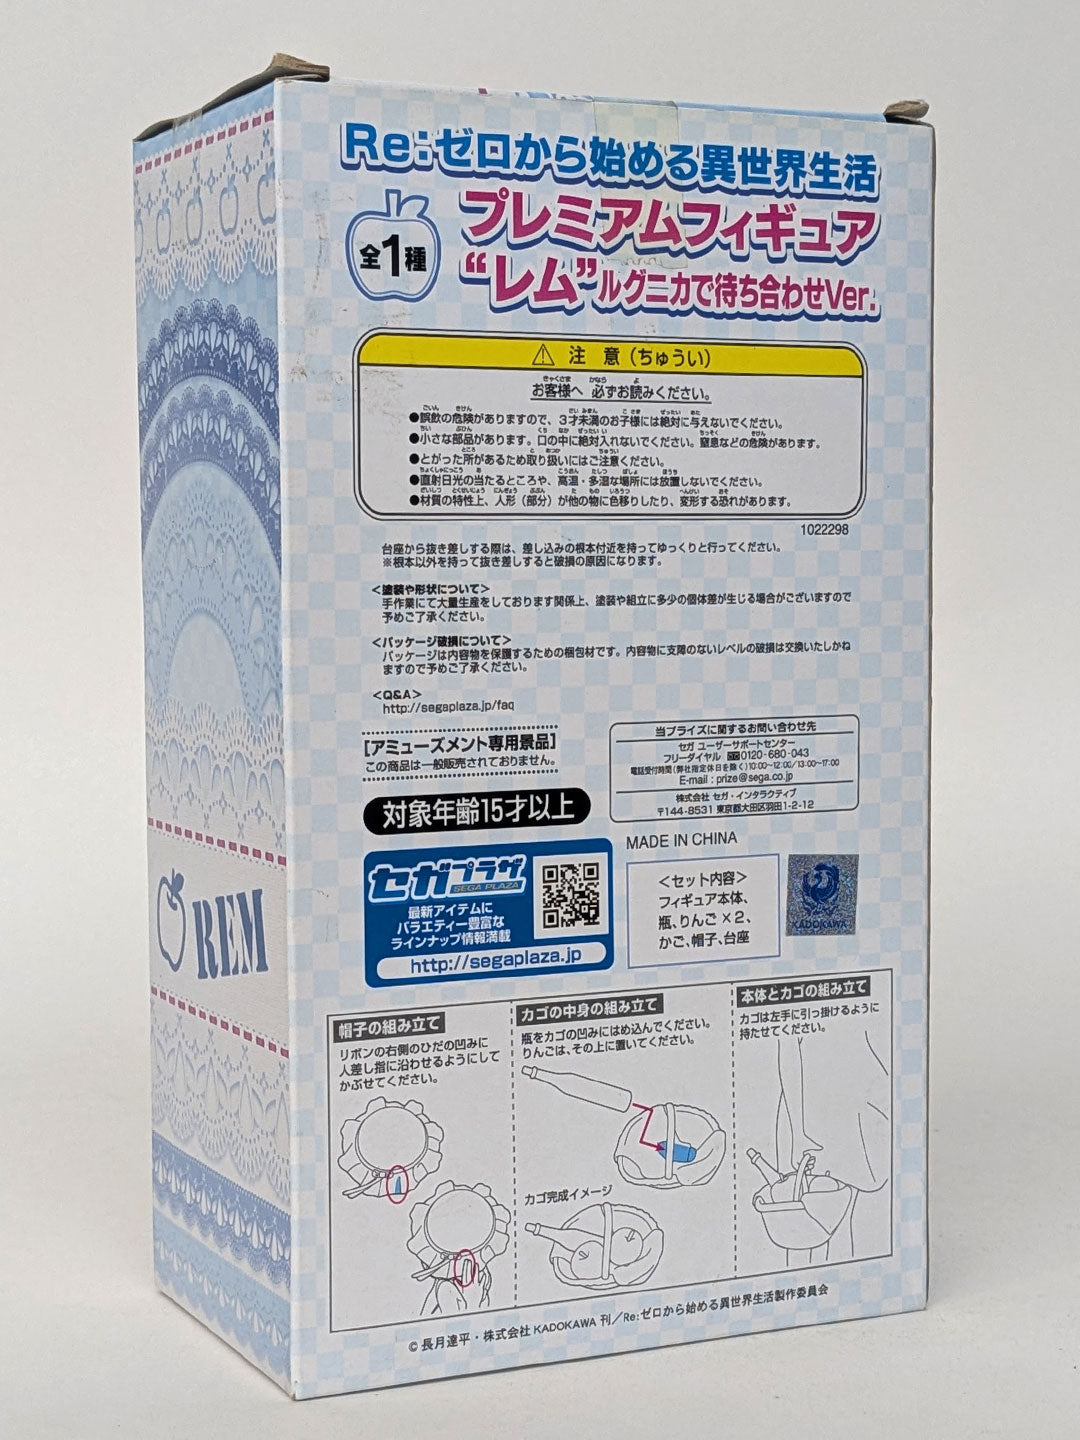 Re:ゼロから始める異世界生活
プレミアムフィギュア
全1種
“レム”ルグニカで待ち合わせVer.
⚠ 注 意 (ちゅうい)
お客様へ 必ずお読みください。
●誤飲の危険がありますので、3才未満のお子様には絶対に与えないでください。
●小さな部品があります。口の中に絶対入れないでください。窒息などの危険があります。
●とがった所があるため取り扱いにはご注意ください。
●直射日光の当たるところや、高温・多湿な場所には放置しないでください。
●材質の特性上、人形(部分)が他の物に色移りしたり、変形する恐れがあります。
1022298
台座から抜き差しする際は、差し込みの根本付近を持ってゆっくりと行ってください。
※根本以外を持って抜き差しすると破損の原因になります。
<塗装や形状について>
手作業にて大量生産をしております関係上、塗装や組立に多少の個体差が生じる場合がございますので
予めご了承ください。
<パッケージ破損について>
パッケージは内容物を保護するための梱包材です。内容物に支障のないレベルの破損は交換いたしかね
ますので予めご了承ください。
<Q&A>
http://segaplaza.jp/faq
[アミューズメント専用景品]
この商品は一般販売されておりません。
対象年齢15才以上
当プライズに関するお問い合わせ先
セガ ユーザーサポートセンター
フリーダイヤル 0120-680-043
電話受付時間(弊社指定休日を除く)10:00~12:00/13:00~17:00
E-mail : prize@sega.co.jp
株式会社 セガ・インタラクティブ
〒144-8531 東京都大田区羽田1-2-12
MADE IN CHINA
セガプラザ
SEGA PLAZA
最新アイテムに
バラエティー豊富な
ラインナップ情報満載
http://segaplaza.jp
<セット内容>
フィギュア本体、
瓶、りんご×2、
かご、帽子、台座
KADOKAWA
REM
帽子の組み立て
リボンの右側のひだの凹みに
人差し指に沿わせるようにして
かぶせてください。
カゴの中身の組み立て
瓶をカゴの凹みにはめ込んでください。
りんごは、その上に置いてください。
カゴ完成イメージ
本体とカゴの組み立て
カゴは左手に引っ掛けるように
持たせてください。
© 長月達平・株式会社 KADOKAWA 刊/Re:ゼロから始める異世界生活製作委員会